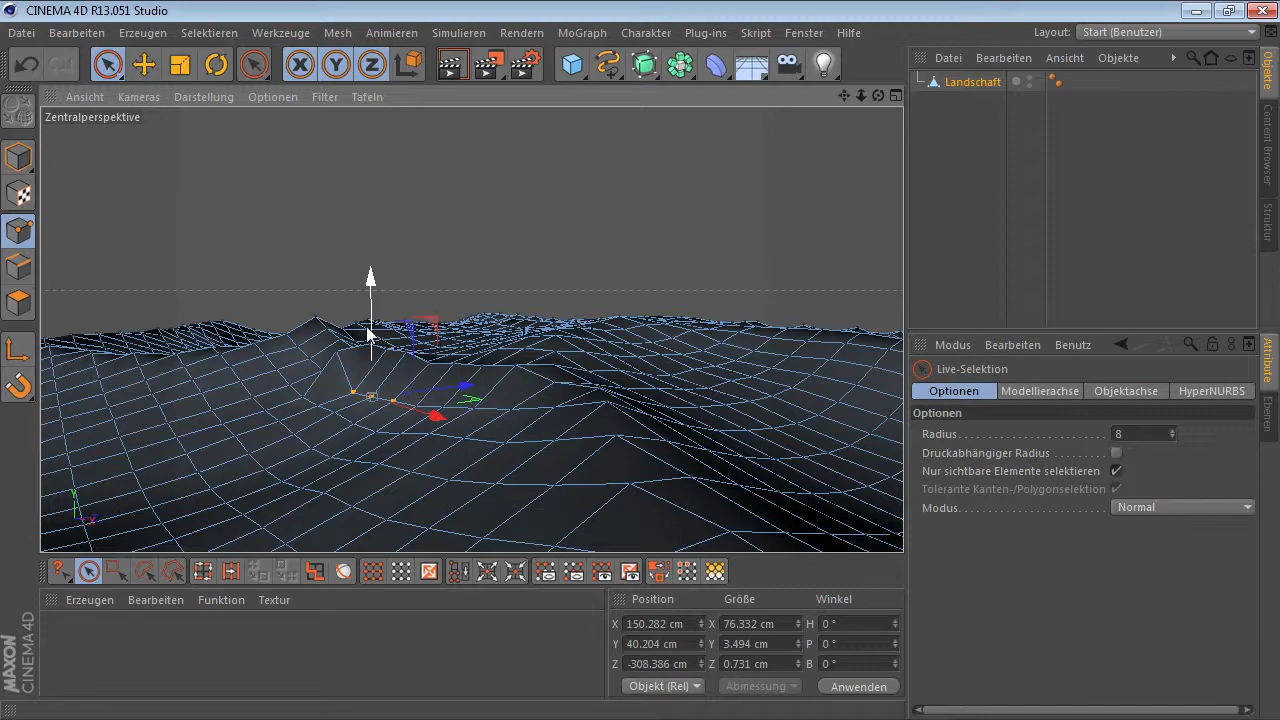 CINEMA 4D R13.051 Studio
Datei Bearbeiten Erzeugen Selektieren Werkzeuge Mesh Animieren Simulieren Rendern MoGraph Charakter Plug-ins Skript Fenster Hilfe Layout: Start (Benutzer)
X Y Z
Datei Bearbeiten Ansicht Objekte
Objekte
Content Browser
Struktur
Landschaft
Ansicht Kameras Darstellung Optionen Filter Tafeln
Zentralperspektive
Y
X
Modus Bearbeiten Benutz
Attribute
Ebenen
Live-Selektion
Optionen Modellierachse Objektachse HyperNURBS
Optionen
Radius 8
Druckabhängiger Radius
Nur sichtbare Elemente selektieren
Tolerante Kanten-/Polygonselektion
Modus Normal
Erzeugen Bearbeiten Funktion Textur
Position Größe Winkel
X 150.282 cm X 76.332 cm H 0 °
Y 40.204 cm Y 3.494 cm P 0 °
Z -308.386 cm Z 0.731 cm B 0 °
Objekt (Rel) Abmessung Anwenden
MAXON
CINEMA 4D